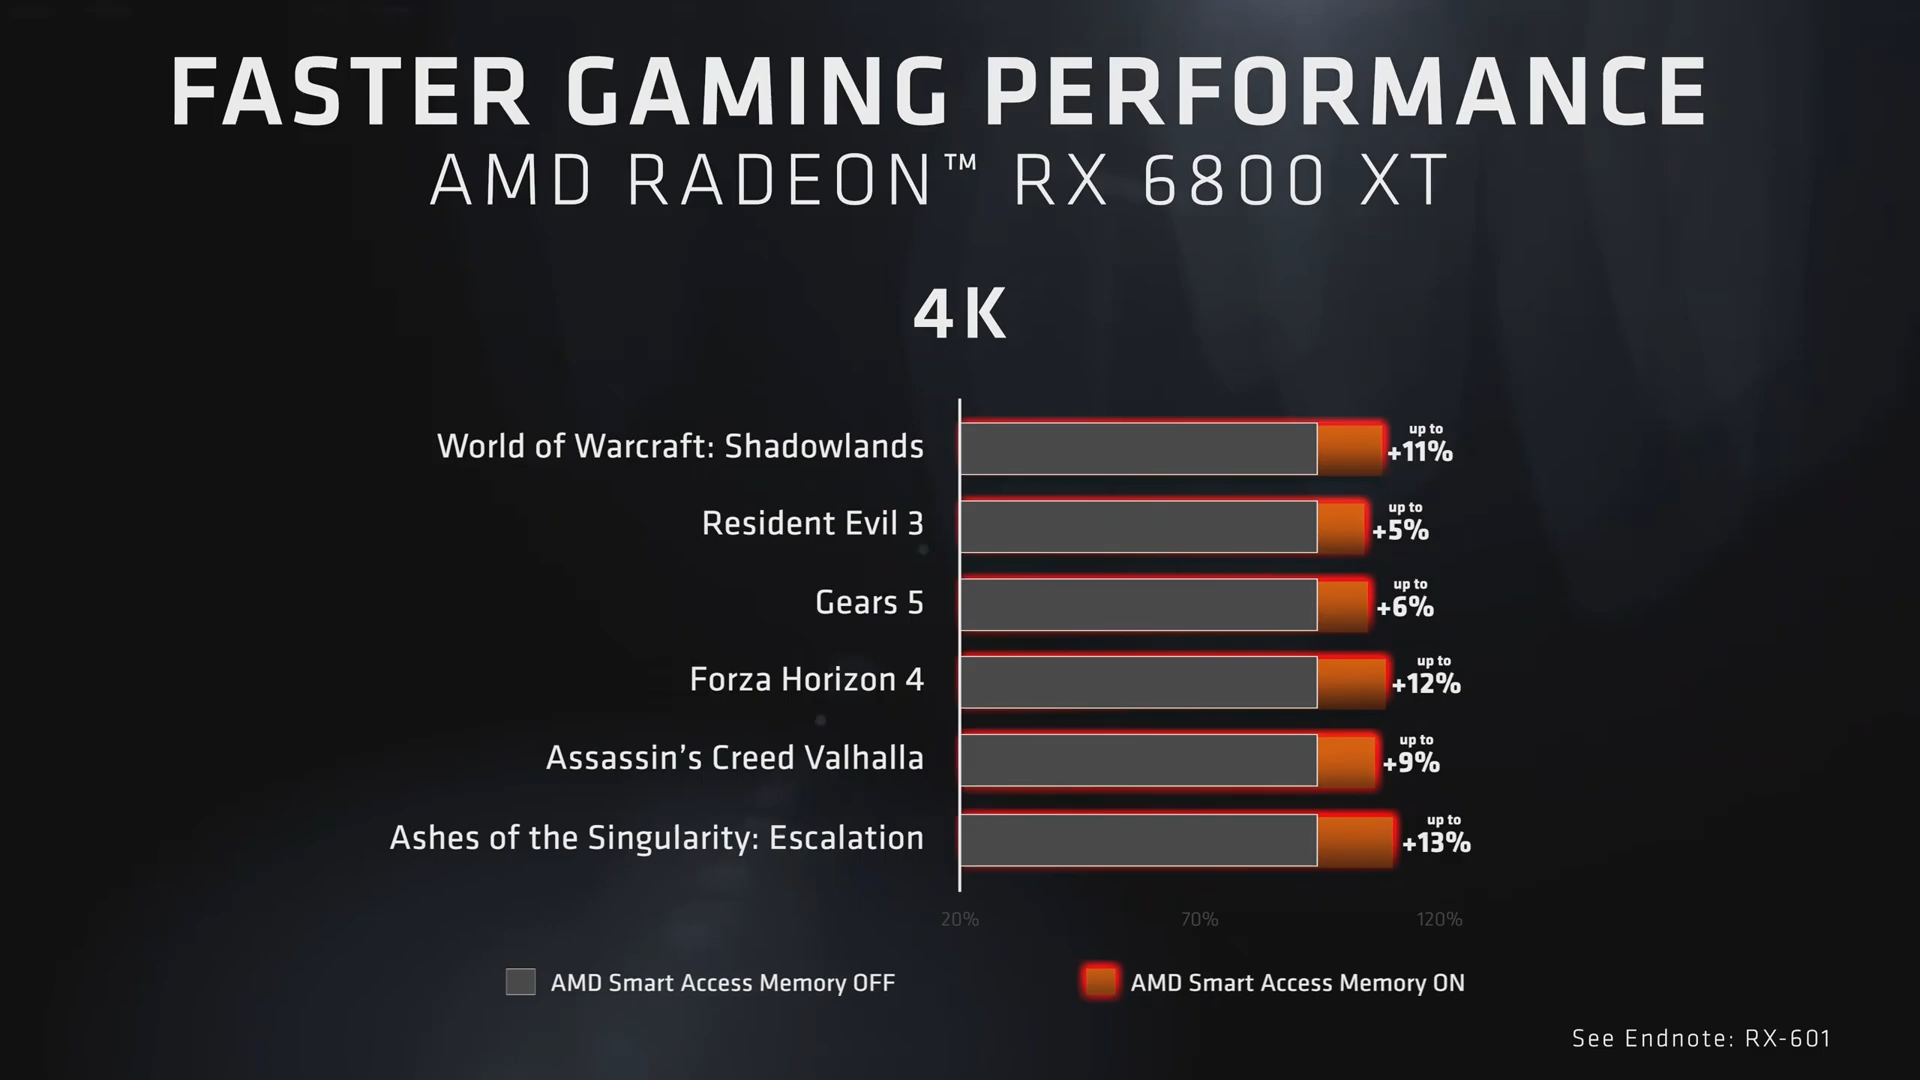 FASTER GAMING PERFORMANCE
AMD RADEON™ RX 6800 XT
4K
World of Warcraft: Shadowlands
up to
+11%
Resident Evil 3
up to
+5%
Gears 5
up to
+6%
Forza Horizon 4
up to
+12%
Assassin’s Creed Valhalla
up to
+9%
Ashes of the Singularity: Escalation
up to
+13%
20% 70% 120%
AMD Smart Access Memory OFF
AMD Smart Access Memory ON
See Endnote: RX-601